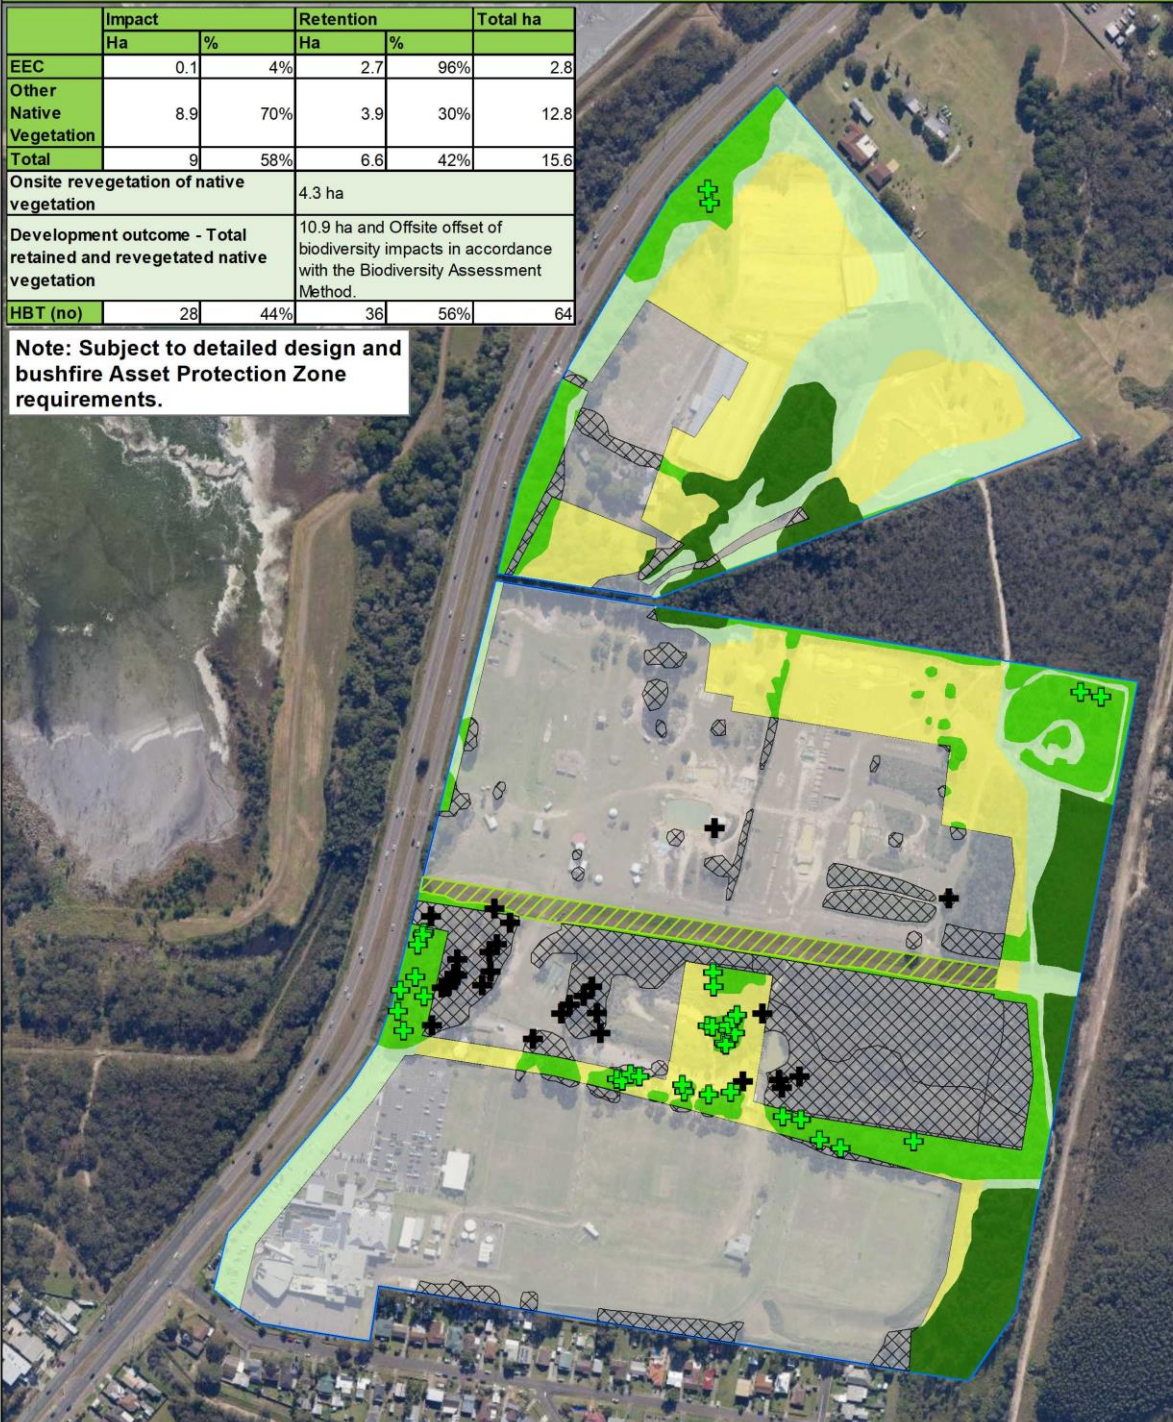 Impact Retention Total ha
Ha % Ha %
EEC 0.1 4% 2.7 96% 2.8
Other
Native
Vegetation 8.9 70% 3.9 30% 12.8
Total 9 58% 6.6 42% 15.6
Onsite revegetation of native
vegetation
4.3 ha
Development outcome - Total
retained and revegetated native
vegetation
10.9 ha and Offsite offset of
biodiversity impacts in accordance
with the Biodiversity Assessment
Method.
HBT (no) 28 44% 36 56% 64
Note: Subject to detailed design and
bushfire Asset Protection Zone
requirements.